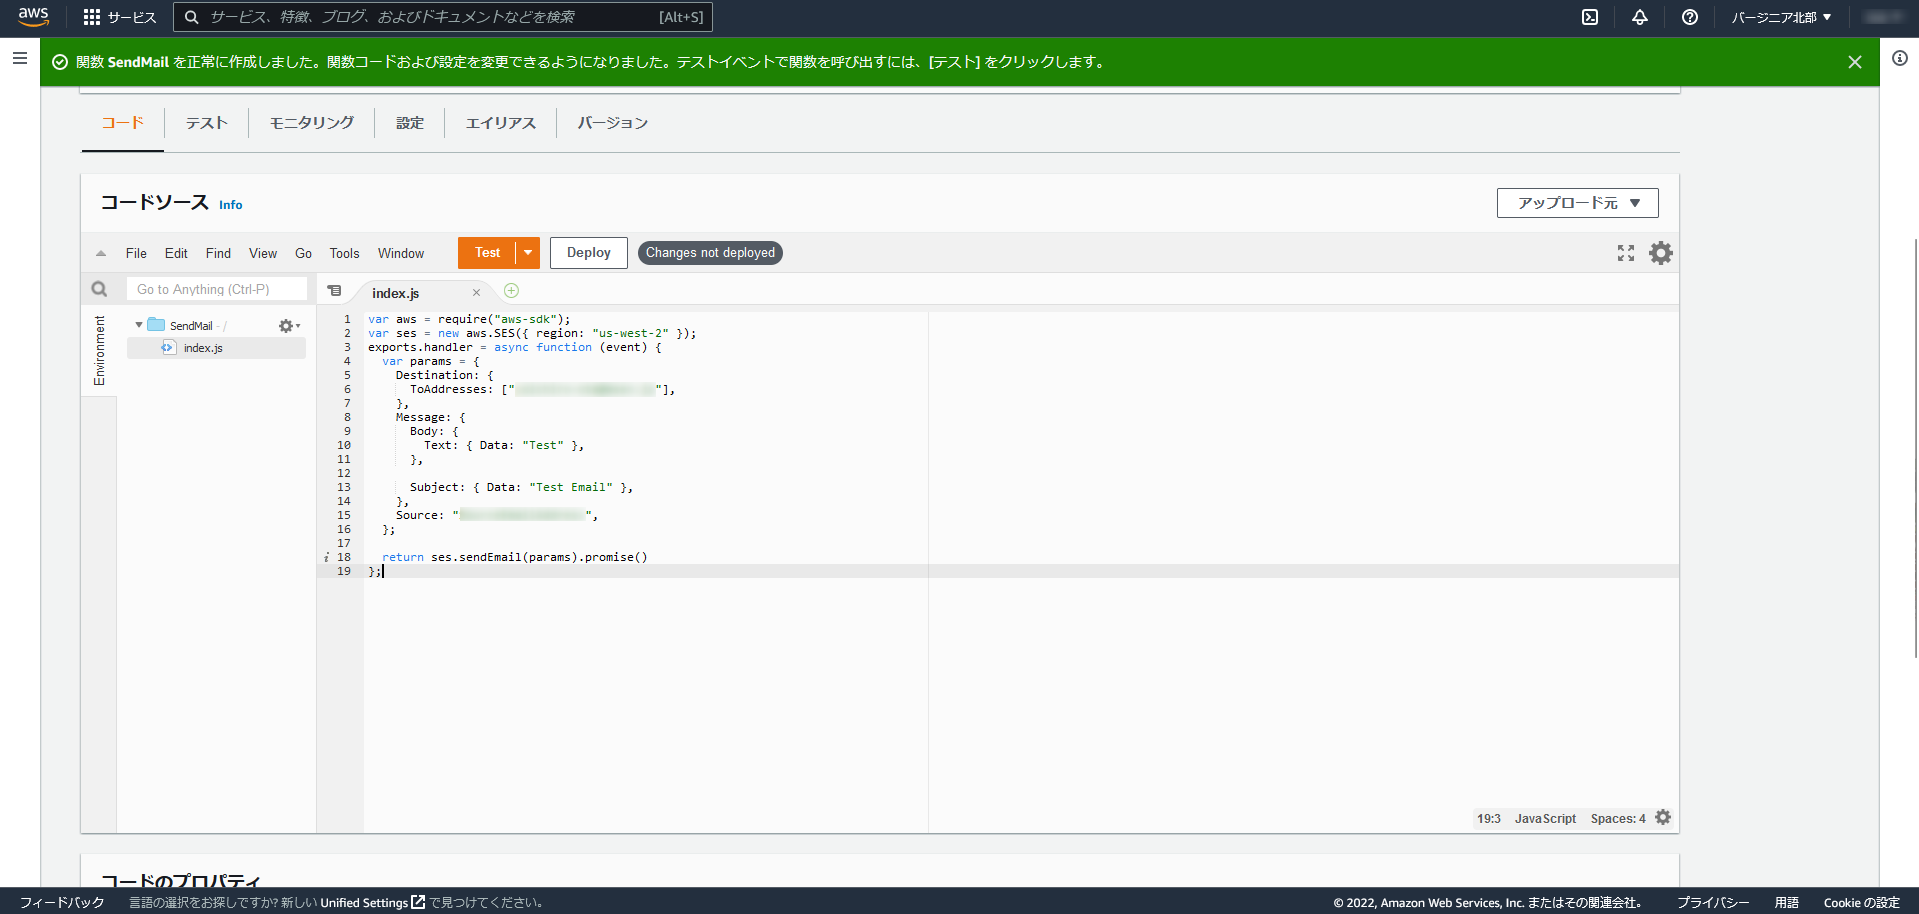 aws
サービス
サービス、特徴、ブログ、およびドキュメントなどを検索 [Alt+S]
バージニア北部 ▼
関数 SendMail を正常に作成しました。関数コードおよび設定を変更できるようになりました。テストイベントで関数を呼び出すには、[テスト] をクリックします。
コード テスト モニタリング 設定 エイリアス バージョン
コードソース Info
アップロード元 ▼
File Edit Find View Go Tools Window Test Deploy Changes not deployed
Go to Anything (Ctrl-P)
index.js
Environment
SendMail - /
index.js
1 var aws = require("aws-sdk");
2 var ses = new aws.SES({ region: "us-west-2" });
3 exports.handler = async function (event) {
4 var params = {
5 Destination: {
6 ToAddresses: [""],
7 },
8 Message: {
9 Body: {
10 Text: { Data: "Test" },
11 },
12
13 Subject: { Data: "Test Email" },
14 },
15 Source: "",
16 };
17
18 return ses.sendEmail(params).promise()
19 };
19:3 JavaScript Spaces: 4
コードのプロパティ
フィードバック 言語の選択をお探しですか? 新しい Unified Settings で見つけてください。
© 2022, Amazon Web Services, Inc. またはその関連会社。 プライバシー 用語 Cookie の設定